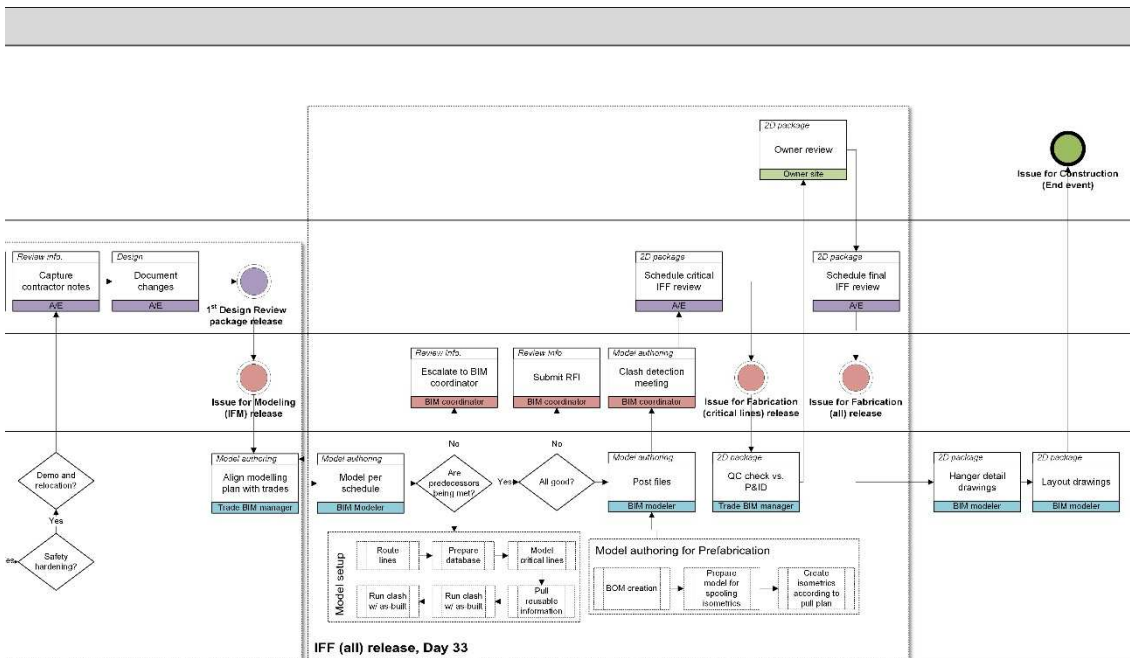 2D package
Owner review
Owner site
Issue for Construction
(End event)
Review info.
Capture
contractor notes
A/E
Design
Document
changes
A/E
1st Design Review
package release
2D package
Schedule critical
IFF review
A/E
2D package
Schedule final
IFF review
A/E
Issue for Modeling
(IFM) release
Review info.
Escalate to BIM
coordinator
BIM coordinator
Review info
Submit RFI
BIM coordinator
Model authoring
Clash detection
meeting
BIM coordinator
Issue for Fabrication
(critical lines) release
Issue for Fabrication
(all) release
Demo and
relocation?
Yes
Safety
hardening?
Model authoring
Align modelling
plan with trades
Trade BIM manager
Model authoring
Model per
schedule
BIM Modeler
No
Are
predecessors
being met?
Yes
No
All good?
Model authoring
Post files
BIM modeler
2D package
QC check vs.
P&ID
Trade BIM manager
2D package
Hanger detail
drawings
BIM modeler
2D package
Layout drawings
BIM modeler
Model setup
Route
lines
Prepare
database
Model
critical lines
Run clash
w/ as-built
Run clash
w/ as-built
Pull
reusable
information
Model authoring for Prefabrication
BOM creation
Prepare
model for
spooling
isometrics
Create
isometrics
according to
pull plan
IFF (all) release, Day 33